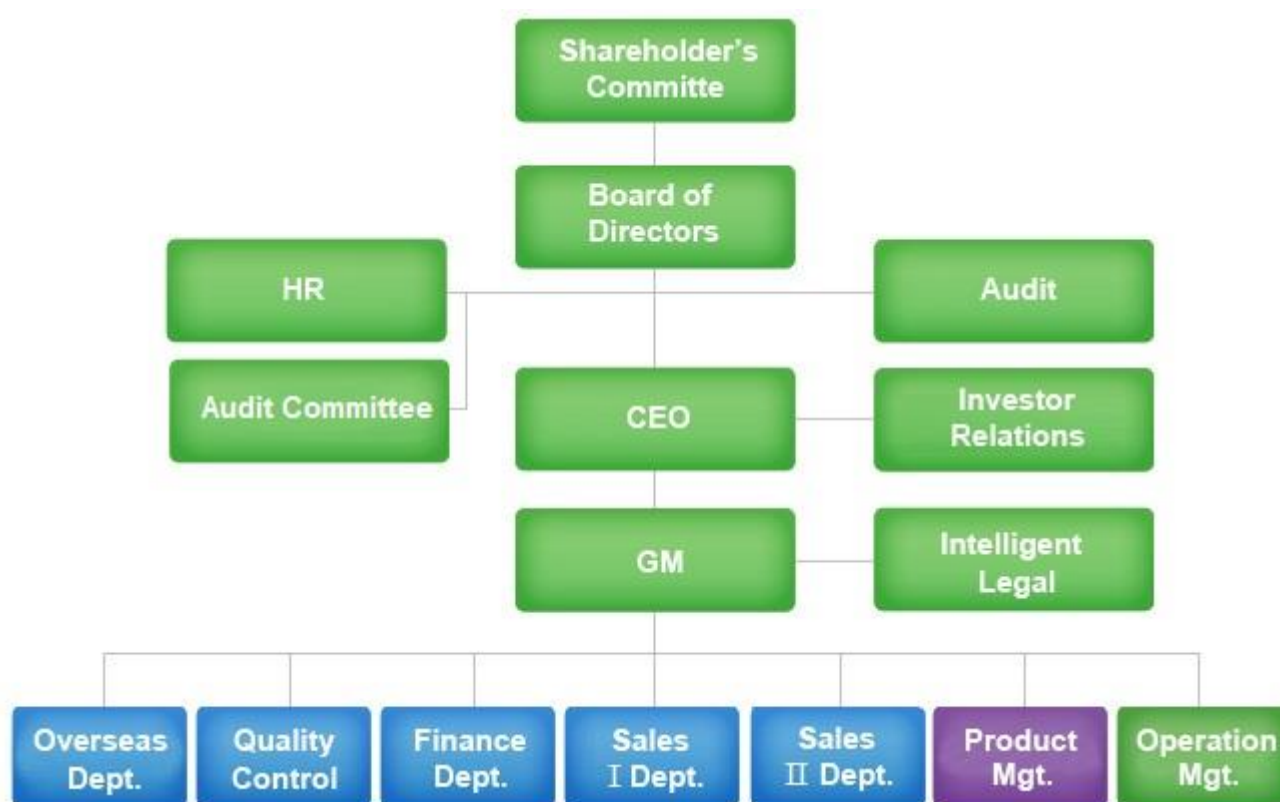 Shareholder's
Committe
Board of
Directors
HR
Audit
Audit Committee
CEO
Investor
Relations
GM
Intelligent
Legal
Overseas
Dept.
Quality
Control
Finance
Dept.
Sales
Ⅰ Dept.
Sales
Ⅱ Dept.
Product
Mgt.
Operation
Mgt.